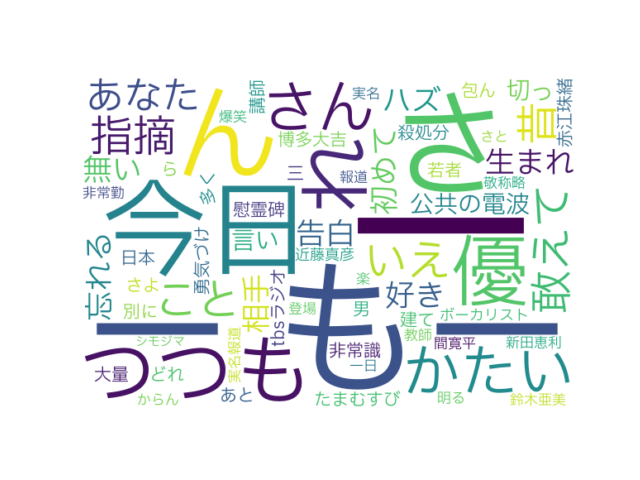 あなた
ん
さん
実名
講師
爆笑
ハズ
包ん
切っ
さ
昔
赤江珠緒
指摘
れ
博多大吉
殺処分
さと
無い
ら
三
報道
初めて
若者
生まれ
非常勤
多く
敬称略
今日
慰霊碑
公共の電波
ー
忘れる
言い
告白
日本
勇気づけ
近藤真彦
いえ
優
敢えて
こと
さよ
別に
相手
tbsラジオ
も
楽
登場
男
好き
建て
ボーカリスト
ー
ー
シモジマ
実名報道
つつ
も
非常識
一日
教師
間寛平
新田恵利
大量
どれ
かたい
からん
あと
たまむすび
明る
鈴木亜美